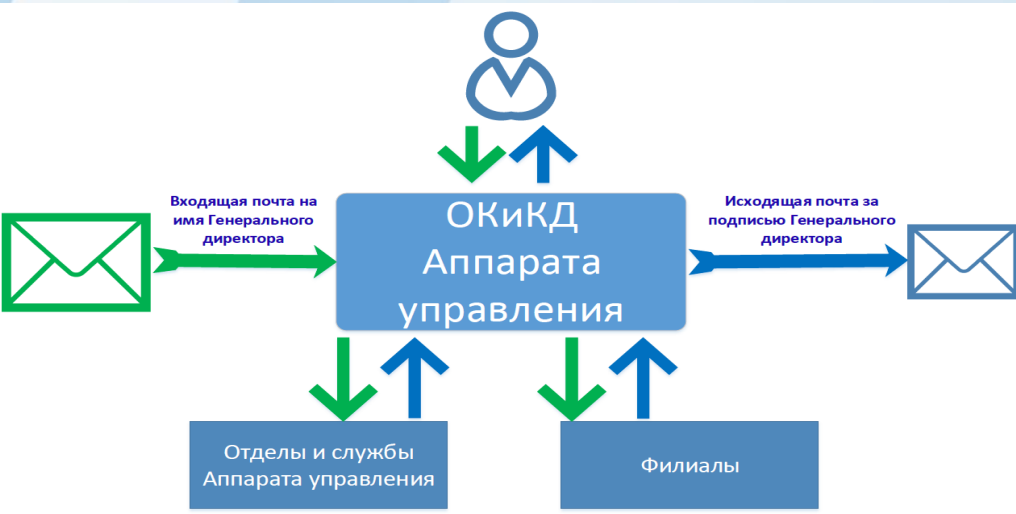 Входящая почта на
имя Генерального
директора
ОКиКД
Аппарата
управления
Исходящая почта за
подписью Генерального
директора
Отделы и службы
Аппарата управления
Филиалы